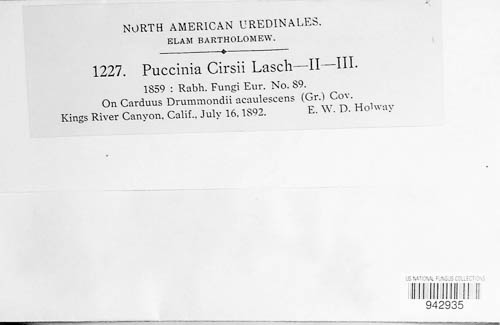 NORTH AMERICAN UREDINALES.
ELAM BARTHOLOMEW.
1227. Puccinia Cirsii Lasch—II—III.
1859 : Rabh. Fungi Eur. No. 89.
On Carduus Drummondii acaulescens (Gr.) Cov.
Kings River Canyon, Calif., July 16, 1892. E. W. D. Holway
US NATIONAL FUNGUS COLLECTIONS
942935